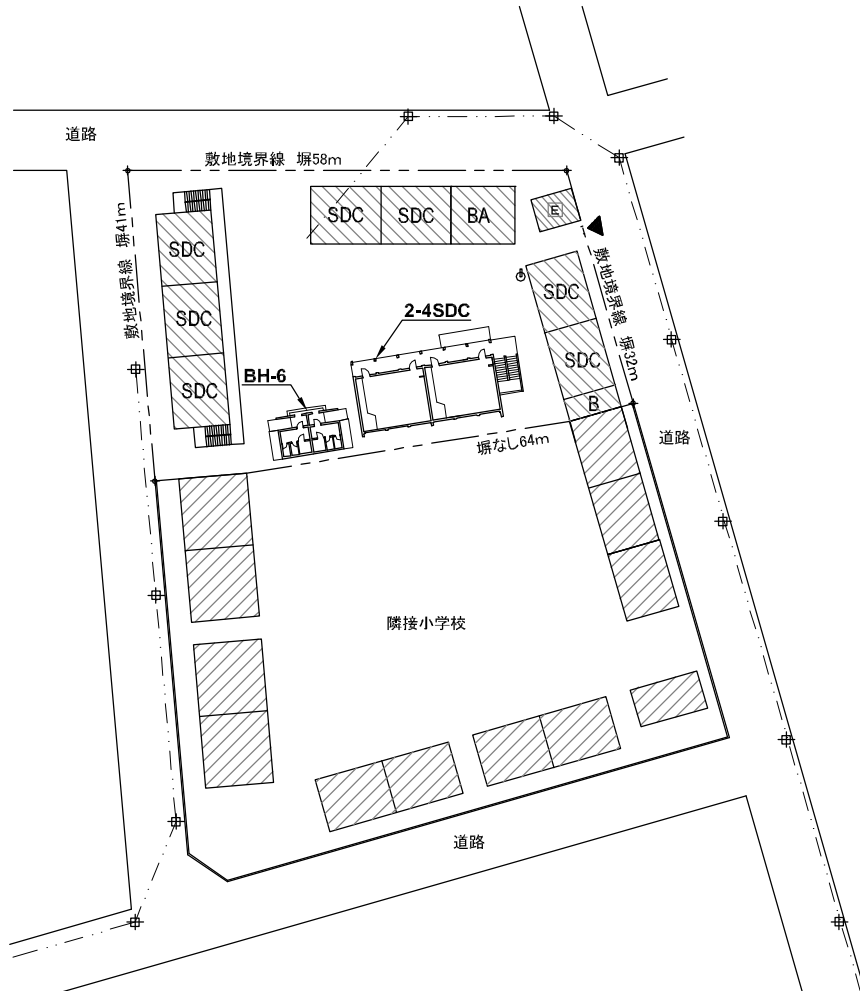 道路
敷地境界線 塀58m
敷地境界線 塀41m
SDC
SDC
BA
E
SDC
SDC
SDC
敷地境界線 塀32m
SDC
SDC
B
2-4SDC
BH-6
塀なし64m
道路
隣接小学校
道路